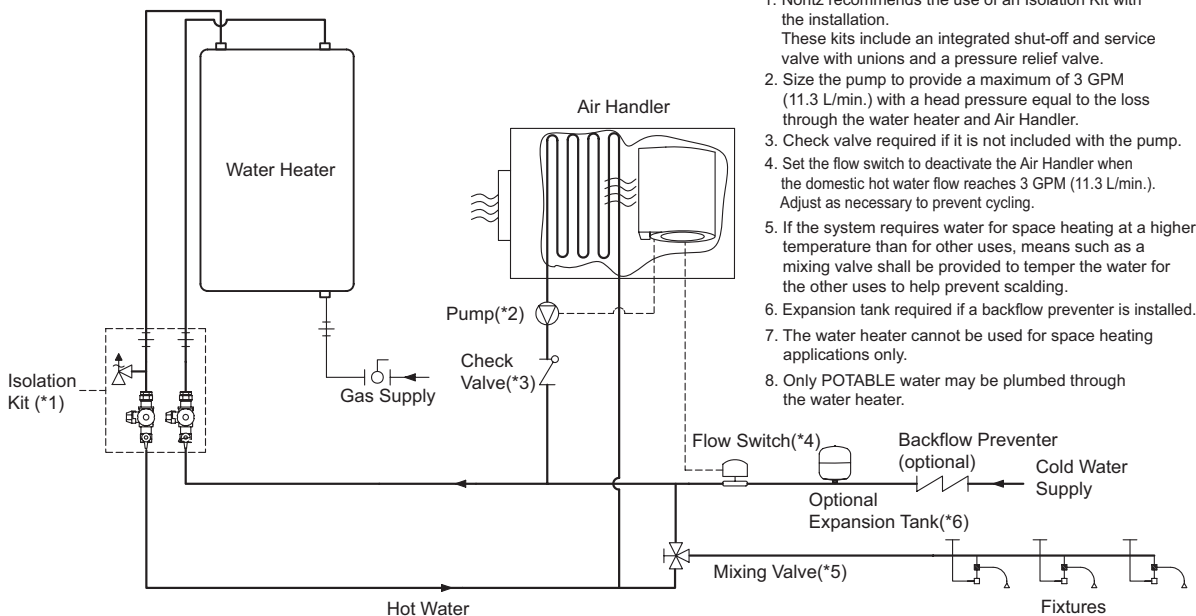 1. Noritz recommends the use of an Isolation Kit with
the installation.
These kits include an integrated shut-off and service
valve with unions and a pressure relief valve.
2. Size the pump to provide a maximum of 3 GPM
(11.3 L/min.) with a head pressure equal to the loss
through the water heater and Air Handler.
3. Check valve required if it is not included with the pump.
4. Set the flow switch to deactivate the Air Handler when
the domestic hot water flow reaches 3 GPM (11.3 L/min.).
Adjust as necessary to prevent cycling.
5. If the system requires water for space heating at a higher
temperature than for other uses, means such as a
mixing valve shall be provided to temper the water for
the other uses to help prevent scalding.
6. Expansion tank required if a backflow preventer is installed.
7. The water heater cannot be used for space heating
applications only.
8. Only POTABLE water may be plumbed through
the water heater.
Air Handler
Water Heater
Pump(*2)
Check
Valve(*3)
Gas Supply
Isolation
Kit (*1)
Flow Switch(*4)
Backflow Preventer
(optional)
Cold Water
Supply
Optional
Expansion Tank(*6)
Mixing Valve(*5)
Hot Water
Fixtures